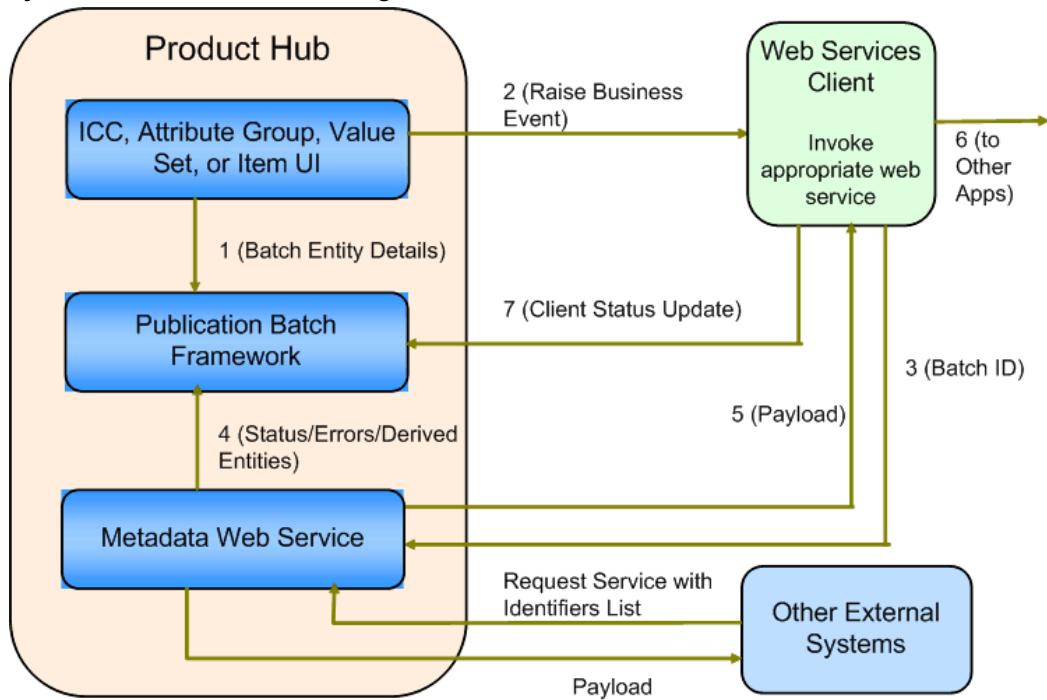 Product Hub
ICC, Attribute Group, Value
Set, or Item UI
2 (Raise Business
Event)
Web Services
Client
Invoke
appropriate web
service
6 (to
Other
Apps)
1 (Batch Entity Details)
Publication Batch
Framework
7 (Client Status Update)
3 (Batch ID)
5 (Payload)
4 (Status/Errors/Derived
Entities)
Metadata Web Service
Request Service with
Identifiers List
Other External
Systems
Payload